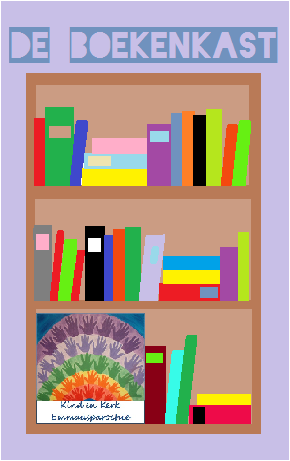 DE BOEKENKAST
Kind in Kerk
Emmausparochie